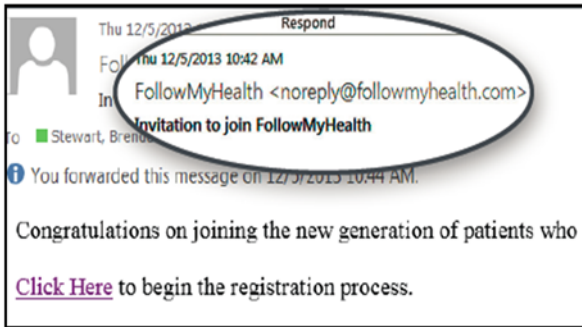 Respond
Thu 12/5/2013
Thu 12/5/2013 10:42 AM
FollowMyHealth <noreply@followmyhealth.com>
Invitation to join FollowMyHealth
To Stewart,
You forwarded this message on 12/5/2013 10:44 AM.
Congratulations on joining the new generation of patients who
Click Here to begin the registration process.